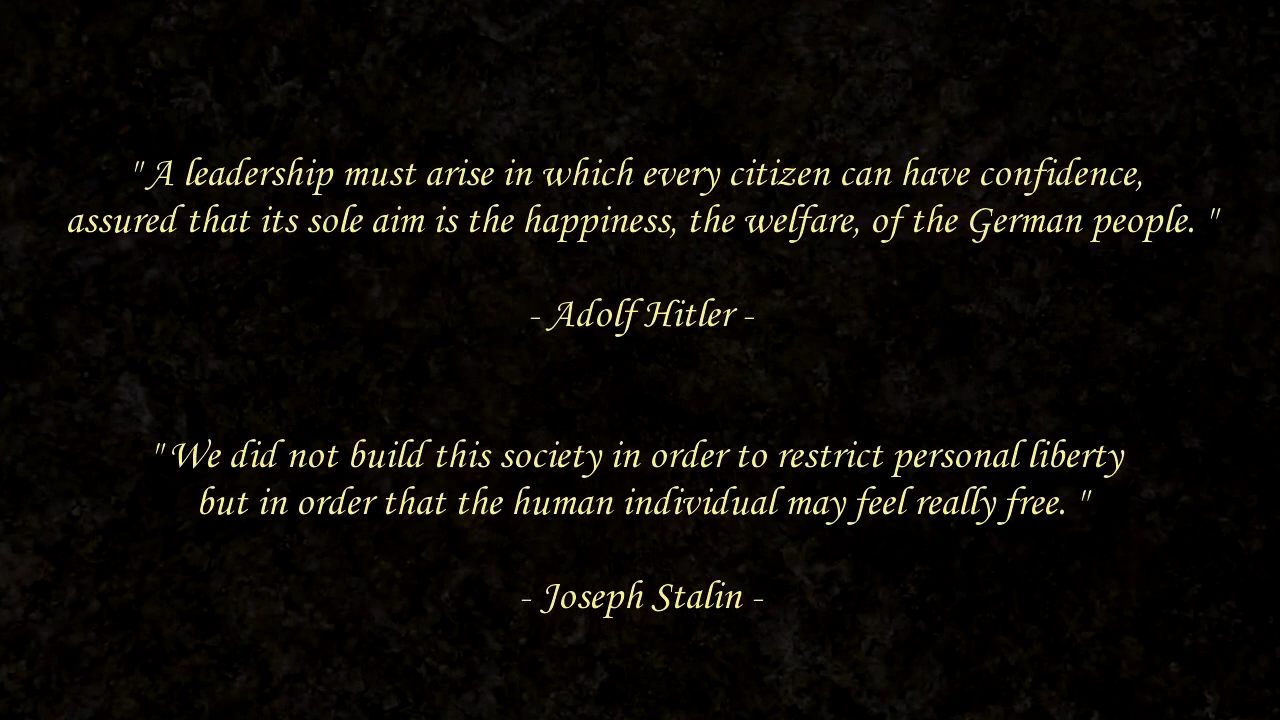 " A leadership must arise in which every citizen can have confidence,
assured that its sole aim is the happiness, the welfare, of the German people. "
- Adolf Hitler -
" We did not build this society in order to restrict personal liberty
but in order that the human individual may feel really free. "
- Joseph Stalin -